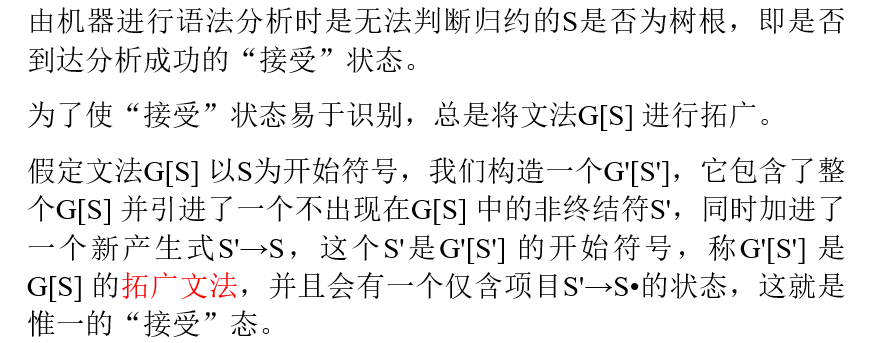 由机器进行语法分析时是无法判断归约的S是否为树根，即是否
到达分析成功的“接受”状态。
为了使“接受”状态易于识别，总是将文法G[S] 进行拓广。
假定文法G[S] 以S为开始符号，我们构造一个G'[S']，它包含了整
个G[S] 并引进了一个不出现在G[S] 中的非终结符S'，同时加进了
一个新产生式S'→S，这个S'是G'[S'] 的开始符号，称G'[S'] 是
G[S] 的拓广文法，并且会有一个仅含项目S'→S•的状态，这就是
惟一的“接受”态。